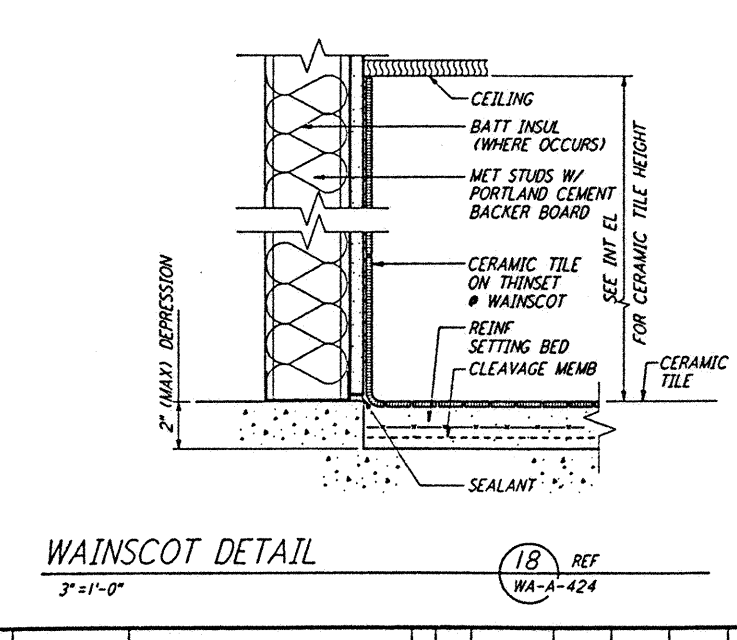 CEILING
BATT INSUL
(WHERE OCCURS)
MET STUDS W/
PORTLAND CEMENT
BACKER BOARD
CERAMIC TILE
ON THINSET
@ WAINSCOT
REINF
SETTING BED
CLEAVAGE MEMB
SEALANT
SEE INT EL
FOR CERAMIC TILE HEIGHT
CERAMIC
TILE
2" (MAX) DEPRESSION
WAINSCOT DETAIL
3"=1'-0"
18 REF
WA-A-424